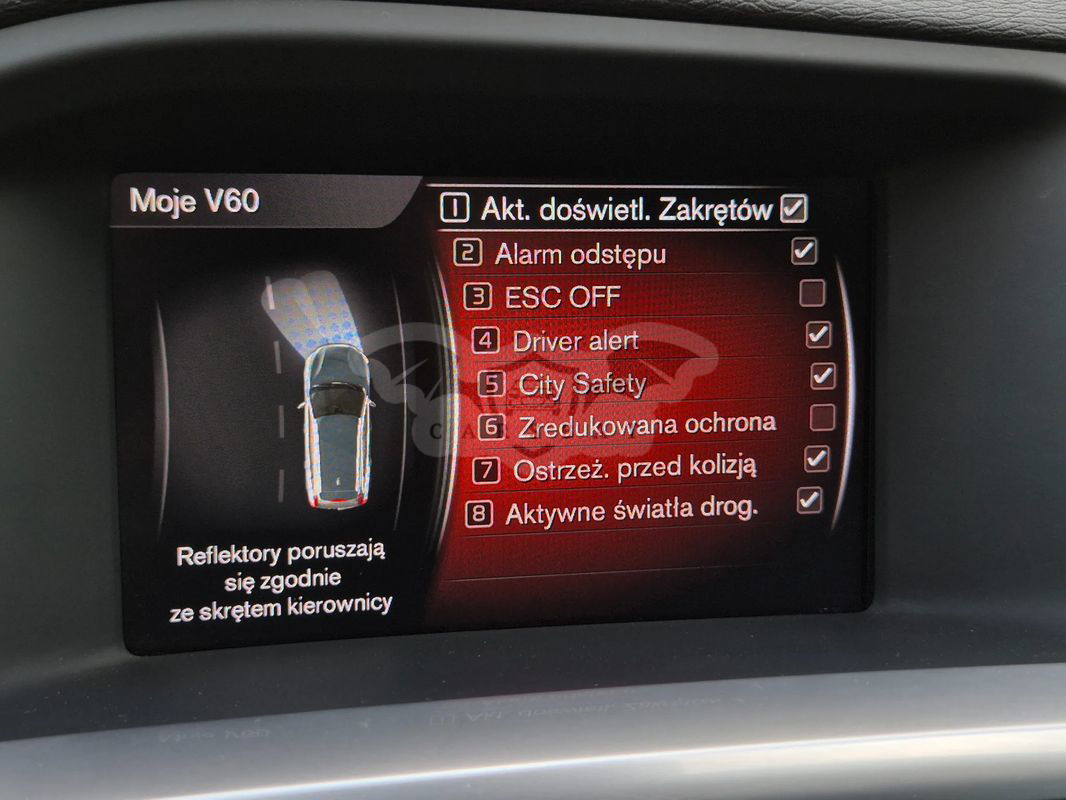 Moje V60
1 Akt. doświetl. Zakrętów
2 Alarm odstępu
3 ESC OFF
4 Driver alert
5 City Safety
6 Zredukowana ochrona
7 Ostrzeż. przed kolizją
8 Aktywne światła drog.
Reflektory poruszają
się zgodnie
ze skrętem kierownicy